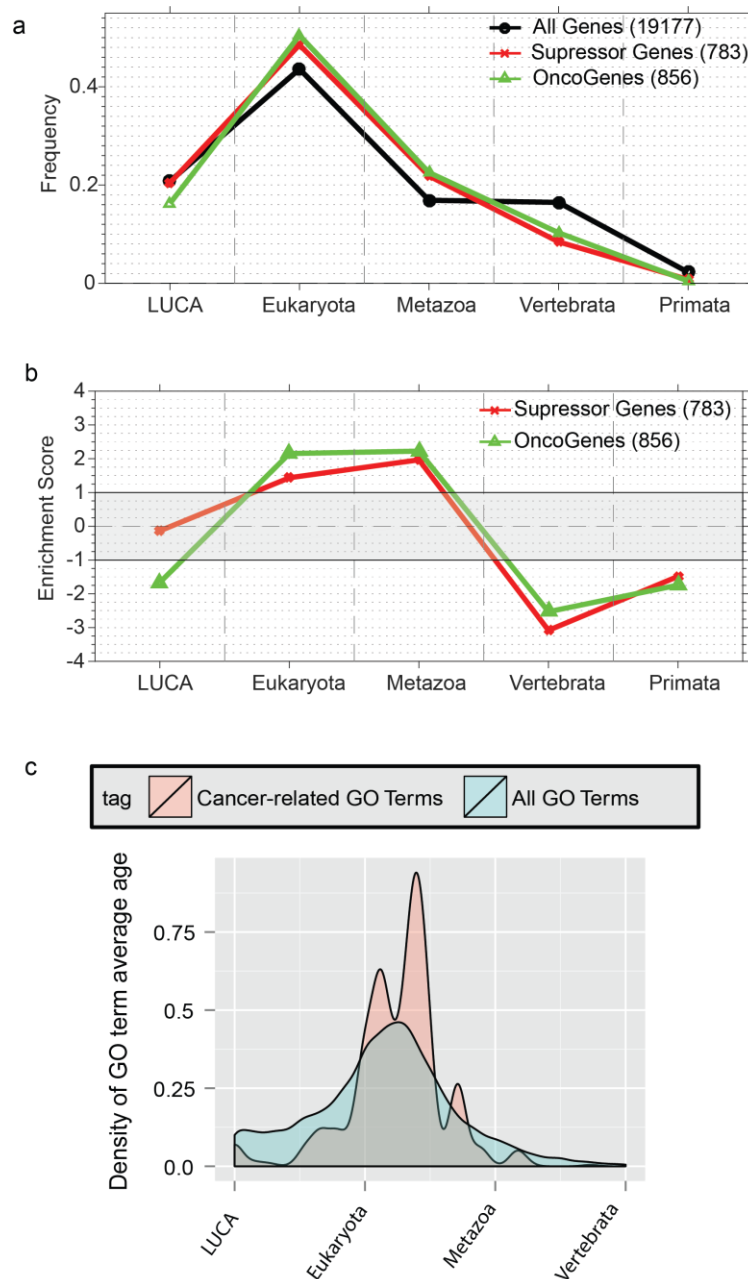 a
Frequency
0.4
0.2
0
All Genes (19177)
Supressor Genes (783)
OncoGenes (856)
LUCA Eukaryota Metazoa Vertebrata Primata
b
Enrichment Score
4
3
2
1
0
-1
-2
-3
-4
Supressor Genes (783)
OncoGenes (856)
LUCA Eukaryota Metazoa Vertebrata Primata
c
tag Cancer-related GO Terms All GO Terms
Density of GO term average age
0.75
0.5
0.25
0.0
LUCA Eukaryota Metazoa Vertebrata